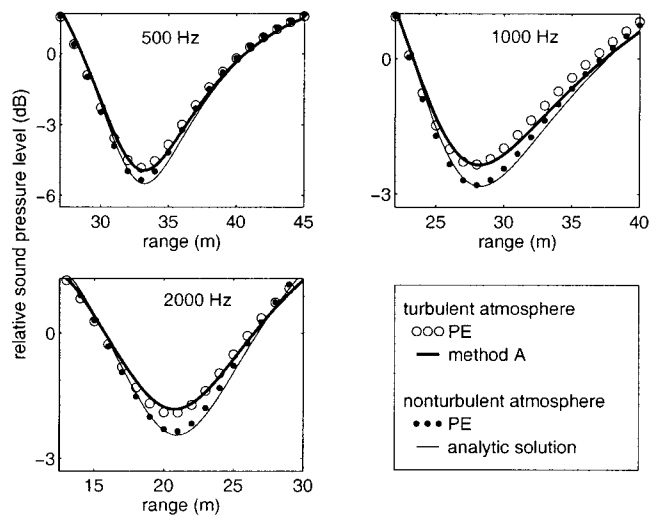 relative sound pressure level (dB)
500 Hz
0
-3
-6
30
35
40
45
range (m)
1000 Hz
0
-3
25
30
35
40
range (m)
2000 Hz
0
-3
15
20
25
30
range (m)
turbulent atmosphere
PE
method A
nonturbulent atmosphere
PE
analytic solution